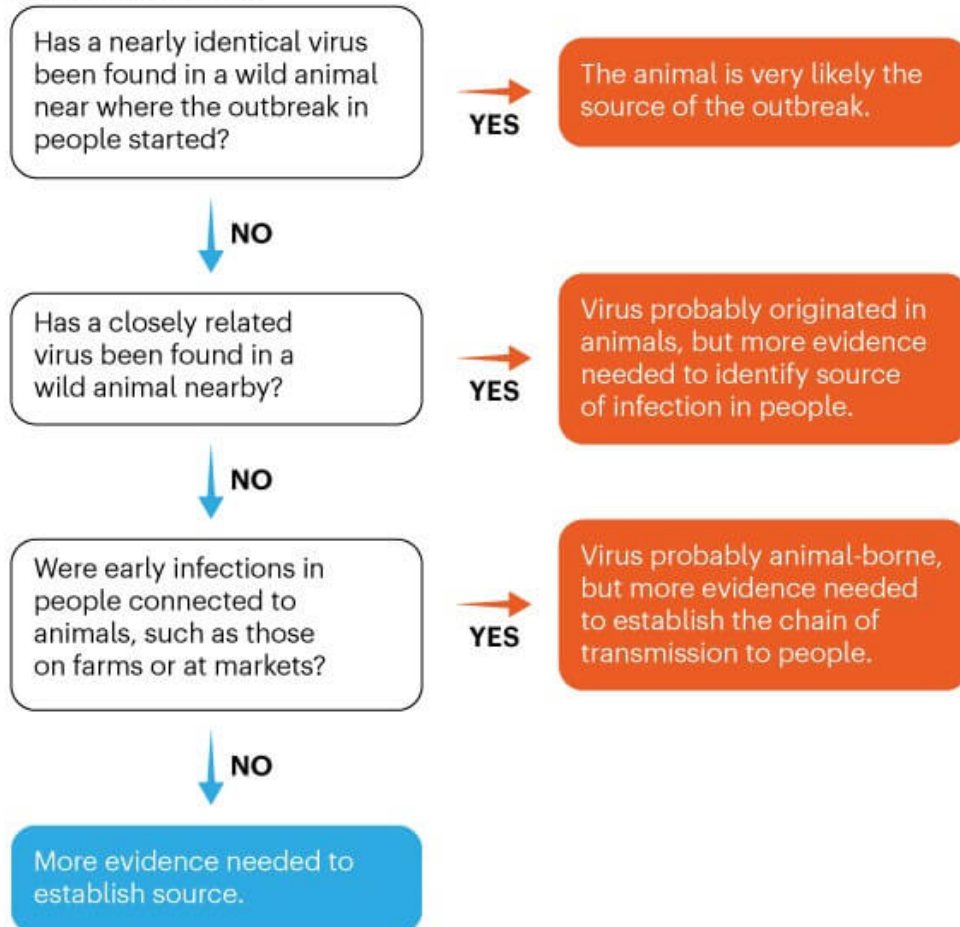 Has a nearly identical virus
been found in a wild animal
near where the outbreak in
people started?
YES
The animal is very likely the
source of the outbreak.
NO
Has a closely related
virus been found in a
wild animal nearby?
YES
Virus probably originated in
animals, but more evidence
needed to identify source
of infection in people.
NO
Were early infections in
people connected to
animals, such as those
on farms or at markets?
YES
Virus probably animal-borne,
but more evidence needed
to establish the chain of
transmission to people.
NO
More evidence needed to
establish source.